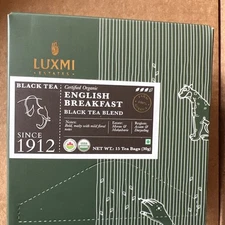 LUXMI
ESTATES
BLACK TEA
Certified Organic
ENGLISH
BREAKFAST
BLACK TEA BLEND
SINCE
1912
NET WT: 15 Tea Bags (30g)